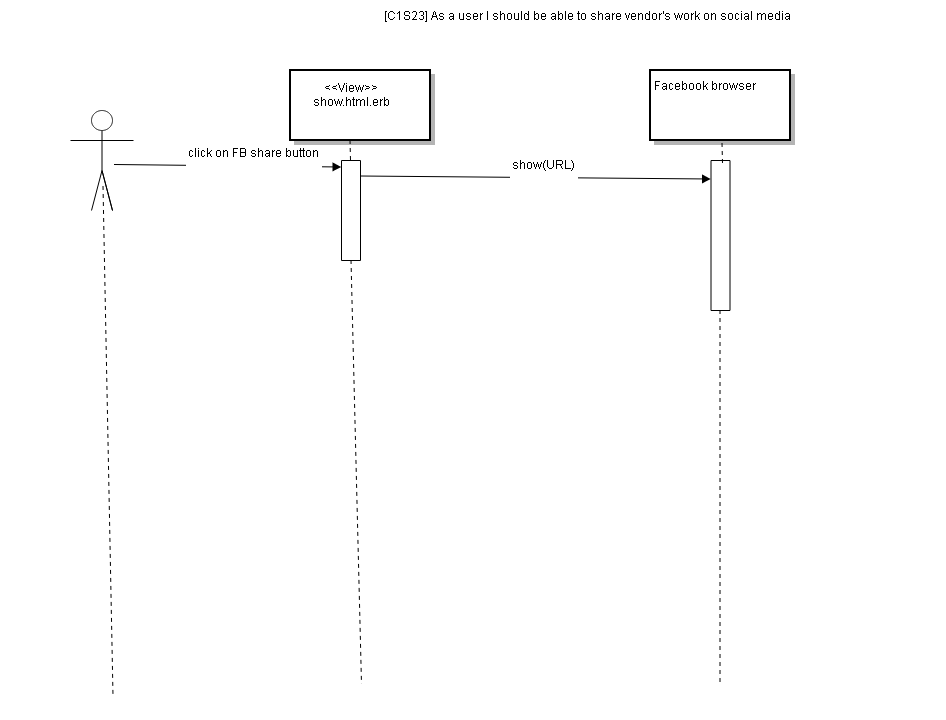 [C1S23] As a user I should be able to share vendor's work on social media
<<View>>
show.html.erb
Facebook browser
click on FB share button
show(URL)